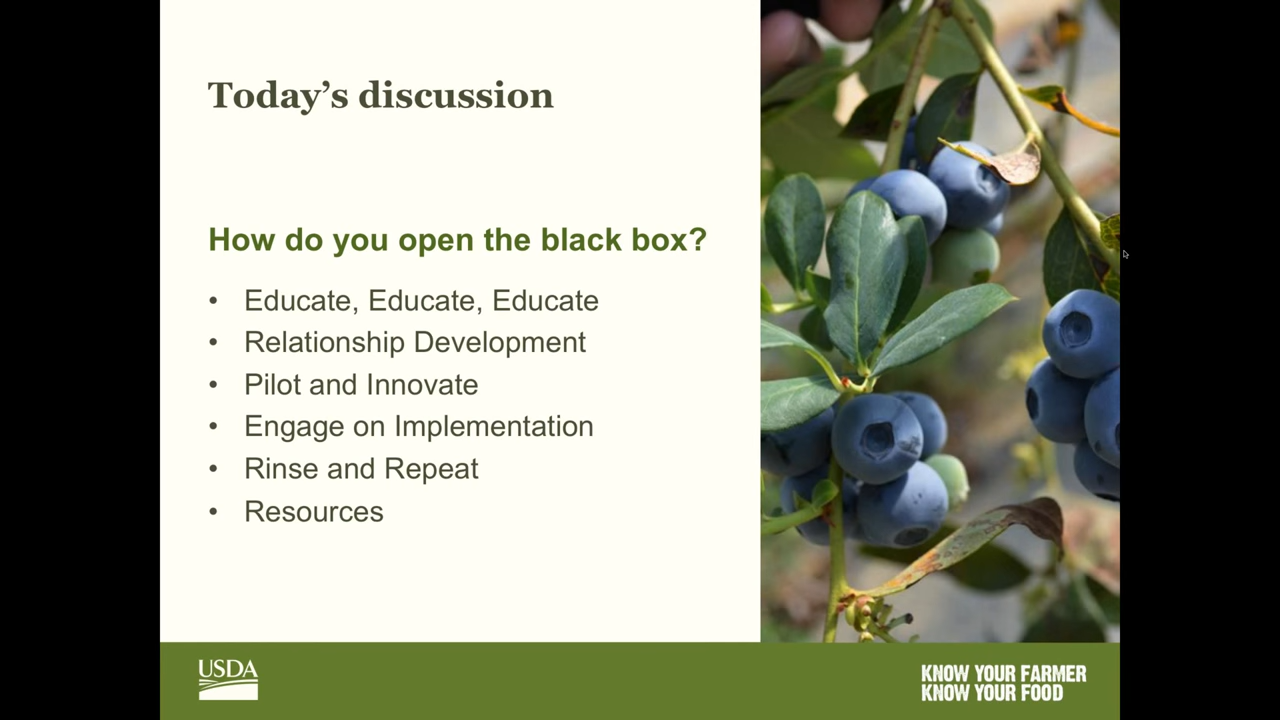 Today’s discussion
How do you open the black box?
• Educate, Educate, Educate
• Relationship Development
• Pilot and Innovate
• Engage on Implementation
• Rinse and Repeat
• Resources
USDA
KNOW YOUR FARMER
KNOW YOUR FOOD